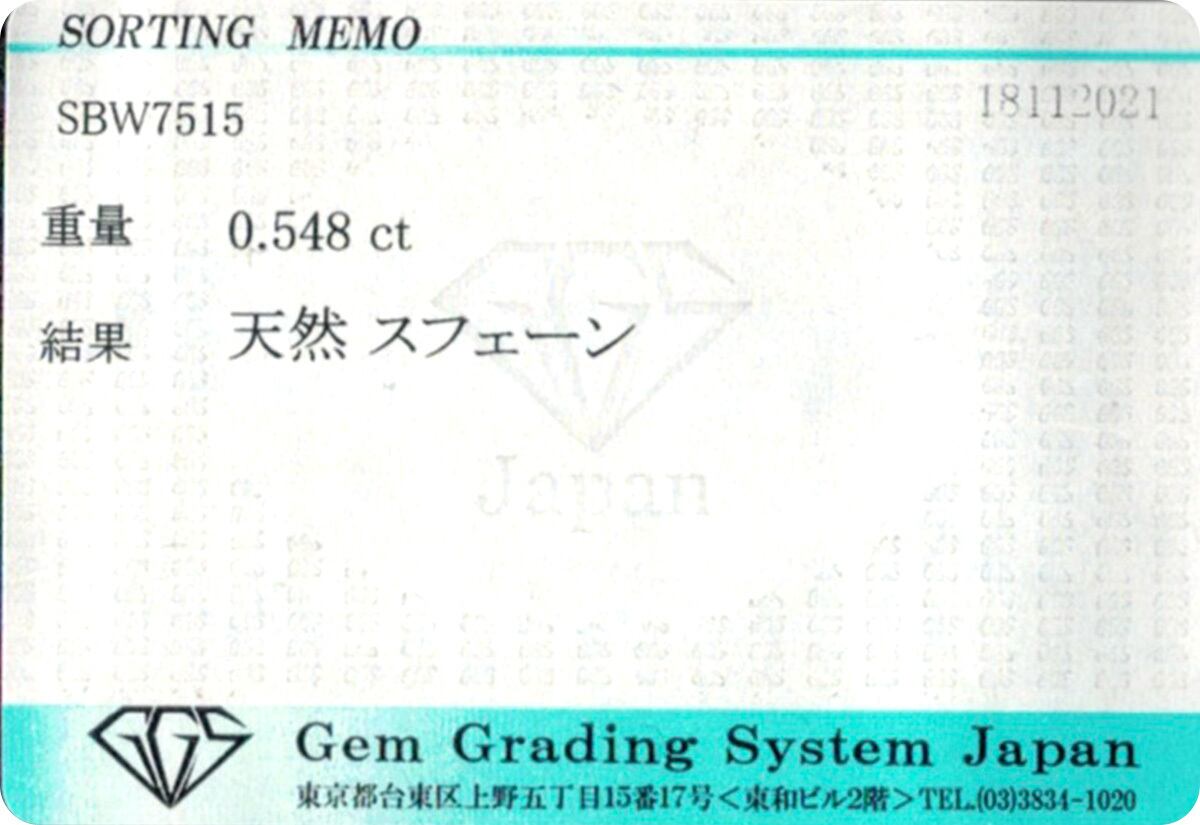 SORTING MEMO
SBW7515
18112021
重量 0.548 ct
結果 天然 スフェーン
Japan
GGS
Gem Grading System Japan
東京都台東区上野五丁目15番17号＜東和ビル2階＞TEL.(03)3834-1020